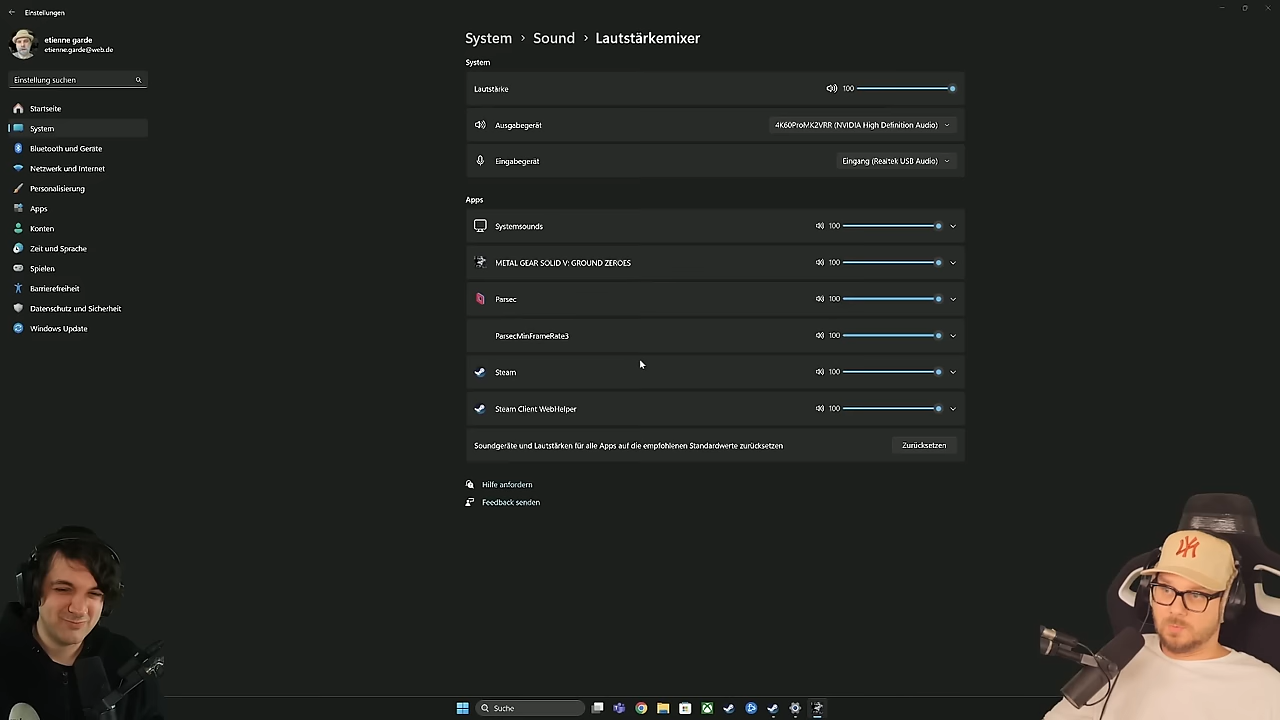 Einstellungen
etienne garde
etienne.garde@web.de
Einstellung suchen
Startseite
System
Bluetooth und Geräte
Netzwerk und Internet
Personalisierung
Apps
Konten
Zeit und Sprache
Spielen
Barrierefreiheit
Datenschutz und Sicherheit
Windows Update
System › Sound › Lautstärkemixer
System
Lautstärke 100
Ausgabegerät 4K60ProMK2VRR (NVIDIA High Definition Audio)
Eingabegerät Eingang (Realtek USB Audio)
Apps
Systemsounds 100
METAL GEAR SOLID V: GROUND ZEROES 100
Parsec 100
ParsecMinFrameRate3 100
Steam 100
Steam Client WebHelper 100
Soundgeräte und Lautstärken für alle Apps auf die empfohlenen Standardwerte zurücksetzen Zurücksetzen
Hilfe anfordern
Feedback senden
Suche